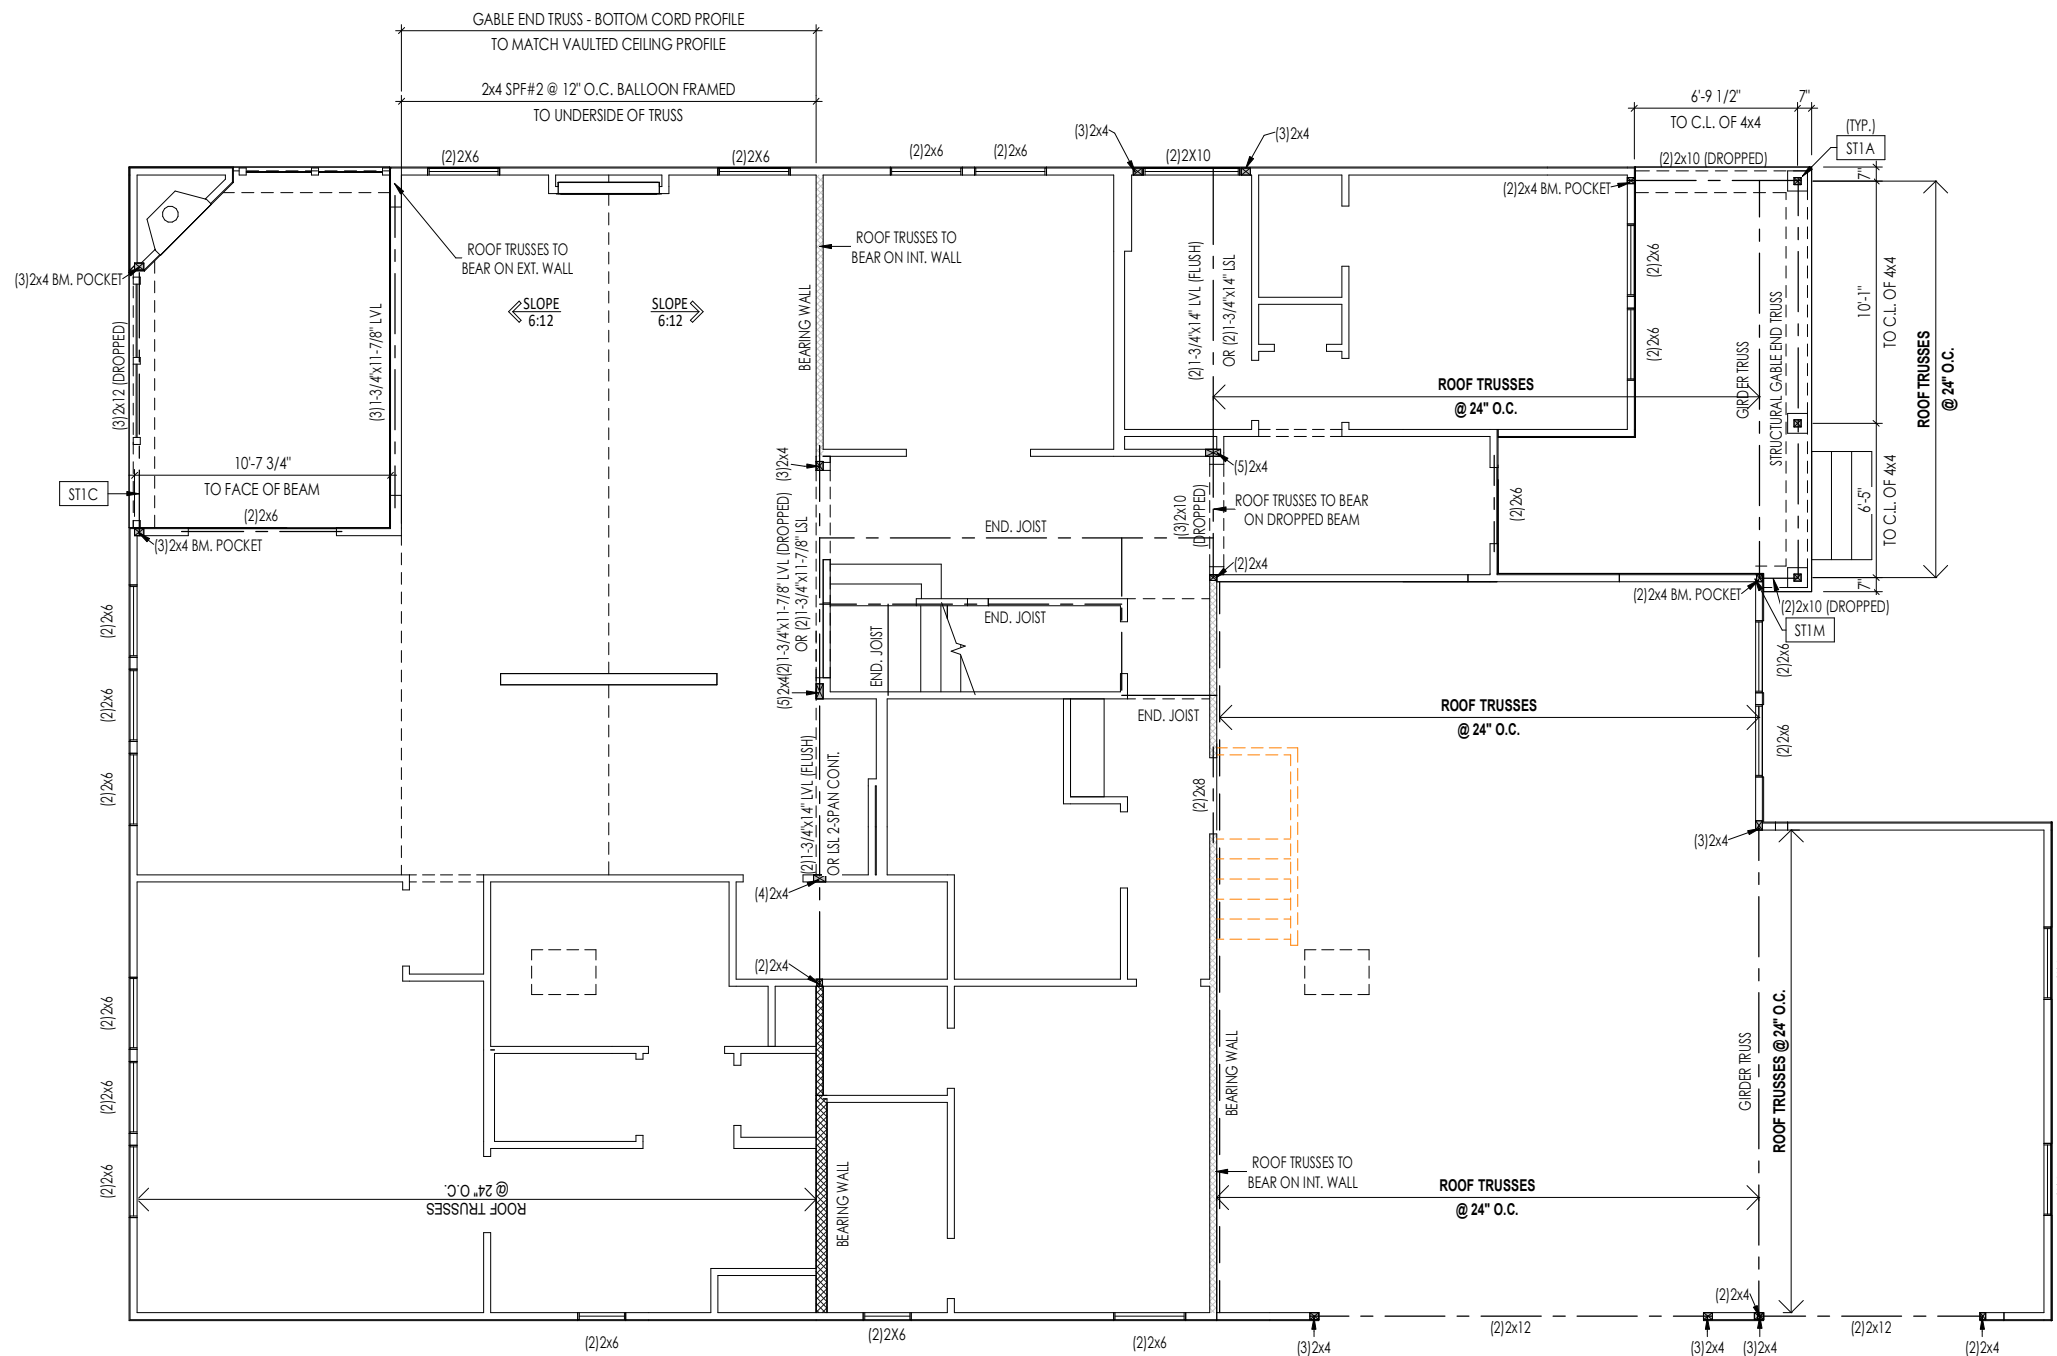 GABLE END TRUSS - BOTTOM CORD PROFILE
TO MATCH VAULTED CEILING PROFILE
2x4 SPF#2 @ 12" O.C. BALLOON FRAMED
TO UNDERSIDE OF TRUSS
6'-9 1/2"
7"
TO C.L. OF 4x4
(TYP.)
ST1A
(3)2x4
(3)2x4
(2)2X6
(2)2X6
(2)2x6
(2)2x6
(2)2X10
(2)2x10 (DROPPED)
7"
(2)2x4 BM. POCKET
ROOF TRUSSES TO
BEAR ON EXT. WALL
ROOF TRUSSES TO
BEAR ON INT. WALL
(3)2x4 BM. POCKET
(3)2x12 (DROPPED)
(3)1-3/4"x11-7/8" LVL
SLOPE
6:12
SLOPE
6:12
BEARING WALL
(2)1-3/4"x14" LVL (FLUSH)
OR (2)1-3/4"x14" LSL
(2)2x6
(2)2x6
GIRDER TRUSS
STRUCTURAL GABLE END TRUSS
10'-1"
TO C.L. OF 4x4
ROOF TRUSSES
@ 24" O.C.
ROOF TRUSSES
@ 24" O.C.
10'-7 3/4"
TO FACE OF BEAM
ST1C
(2)2x6
(3)2x4 BM. POCKET
(3)2x4
(2)1-3/4"x11-7/8" LVL (DROPPED)
OR (2)1-3/4"x11-7/8" LSL
(5)2x4
END. JOIST
(3)2x10
(DROPPED)
(5)2x4
ROOF TRUSSES TO BEAR
ON DROPPED BEAM
(2)2x6
6'-5"
TO C.L. OF 4x4
7"
(2)2x4
(2)2x4 BM. POCKET
(2)2x10 (DROPPED)
ST1M
END. JOIST
END. JOIST
END. JOIST
(2)2x6
(2)2x6
(2)2x6
(2)2x6
(2)2x6
ROOF TRUSSES
@ 24" O.C.
(2)1-3/4"x14" LVL (FLUSH)
OR LSL 2-SPAN CONT.
(2)2x8
(3)2x4
(4)2x4
(2)2x4
(2)2x6
(2)2x6
(2)2x6
ROOF TRUSSES
@ 24" O.C.
BEARING WALL
BEARING WALL
ROOF TRUSSES TO
BEAR ON INT. WALL
GIRDER TRUSS
ROOF TRUSSES @ 24" O.C.
ROOF TRUSSES
@ 24" O.C.
(2)2x4
(2)2x6
(2)2X6
(2)2x6
(3)2x4
(2)2x12
(3)2x4
(3)2x4
(2)2x12
(2)2x4